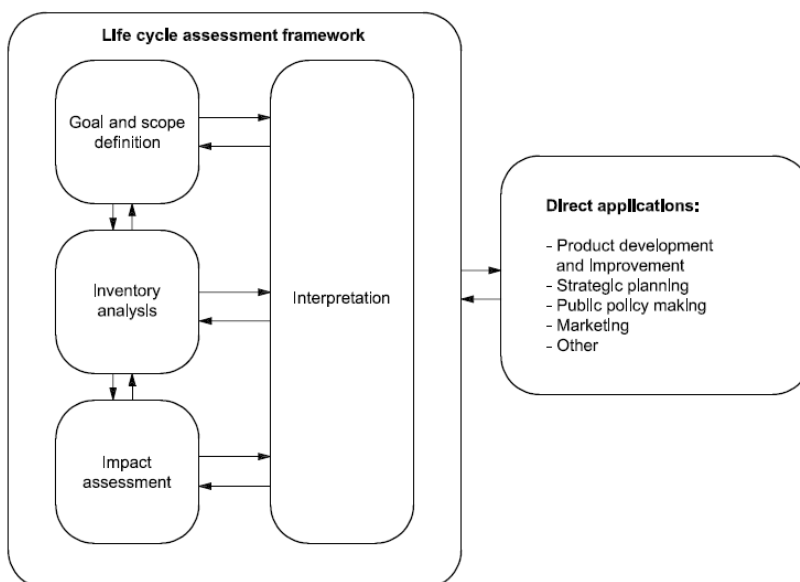 Life cycle assessment framework
Goal and scope
definition
Inventory
analysis
Impact
assessment
Interpretation
Direct applications:
- Product development
and improvement
- Strategic planning
- Public policy making
- Marketing
- Other